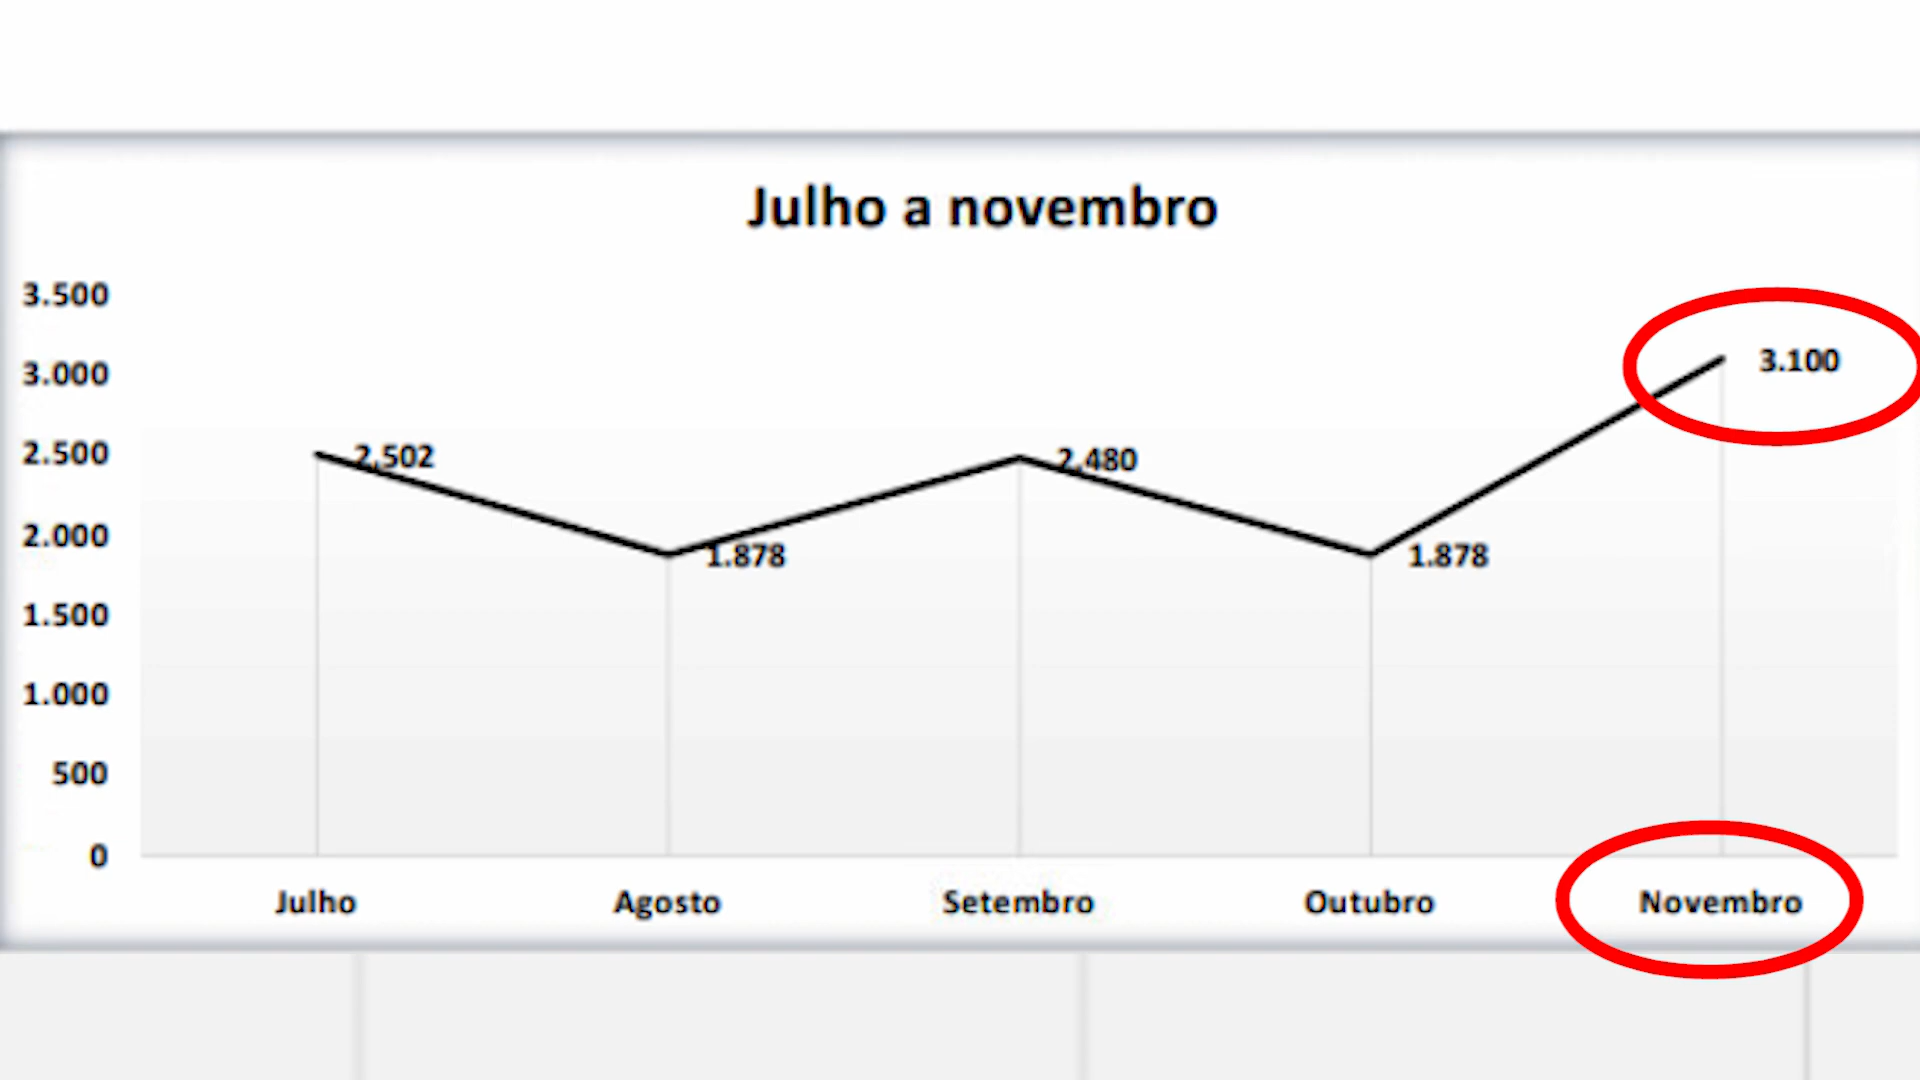 Julho a novembro
3.500
3.000
2.500
2.000
1.500
1.000
500
0
2.502
1.878
2.480
1.878
3.100
Julho
Agosto
Setembro
Outubro
Novembro